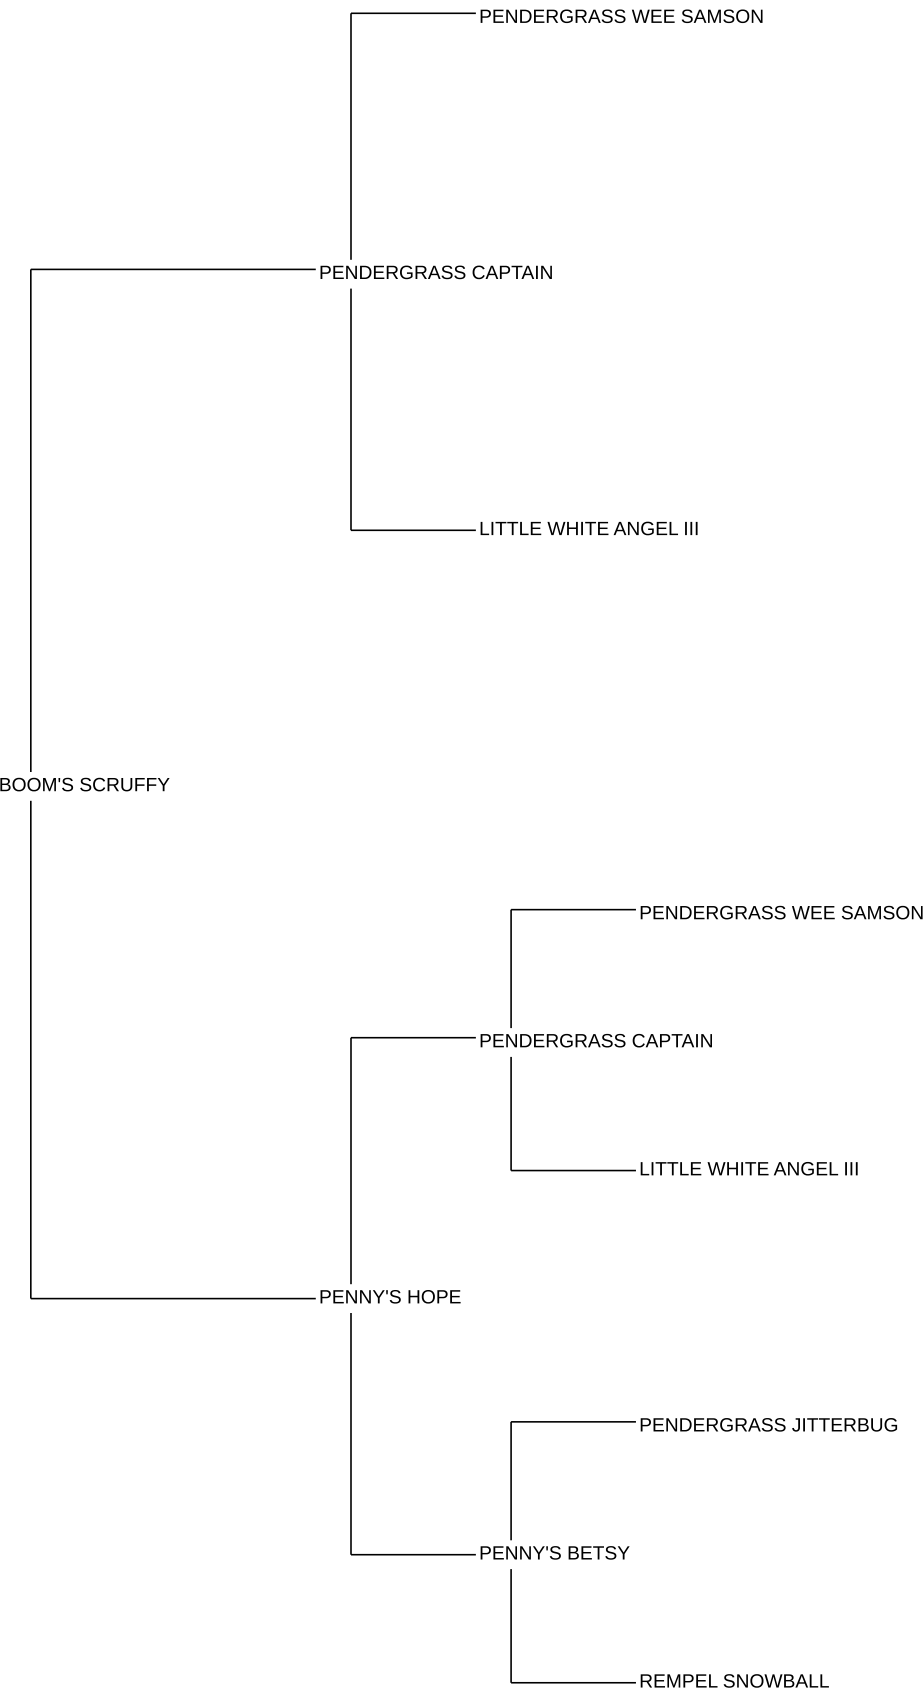 PENDERGRASS WEE SAMSON
PENDERGRASS CAPTAIN
LITTLE WHITE ANGEL III
BOOM'S SCRUFFY
PENDERGRASS WEE SAMSON
PENDERGRASS CAPTAIN
LITTLE WHITE ANGEL III
PENNY'S HOPE
PENDERGRASS JITTERBUG
PENNY'S BETSY
REMPEL SNOWBALL